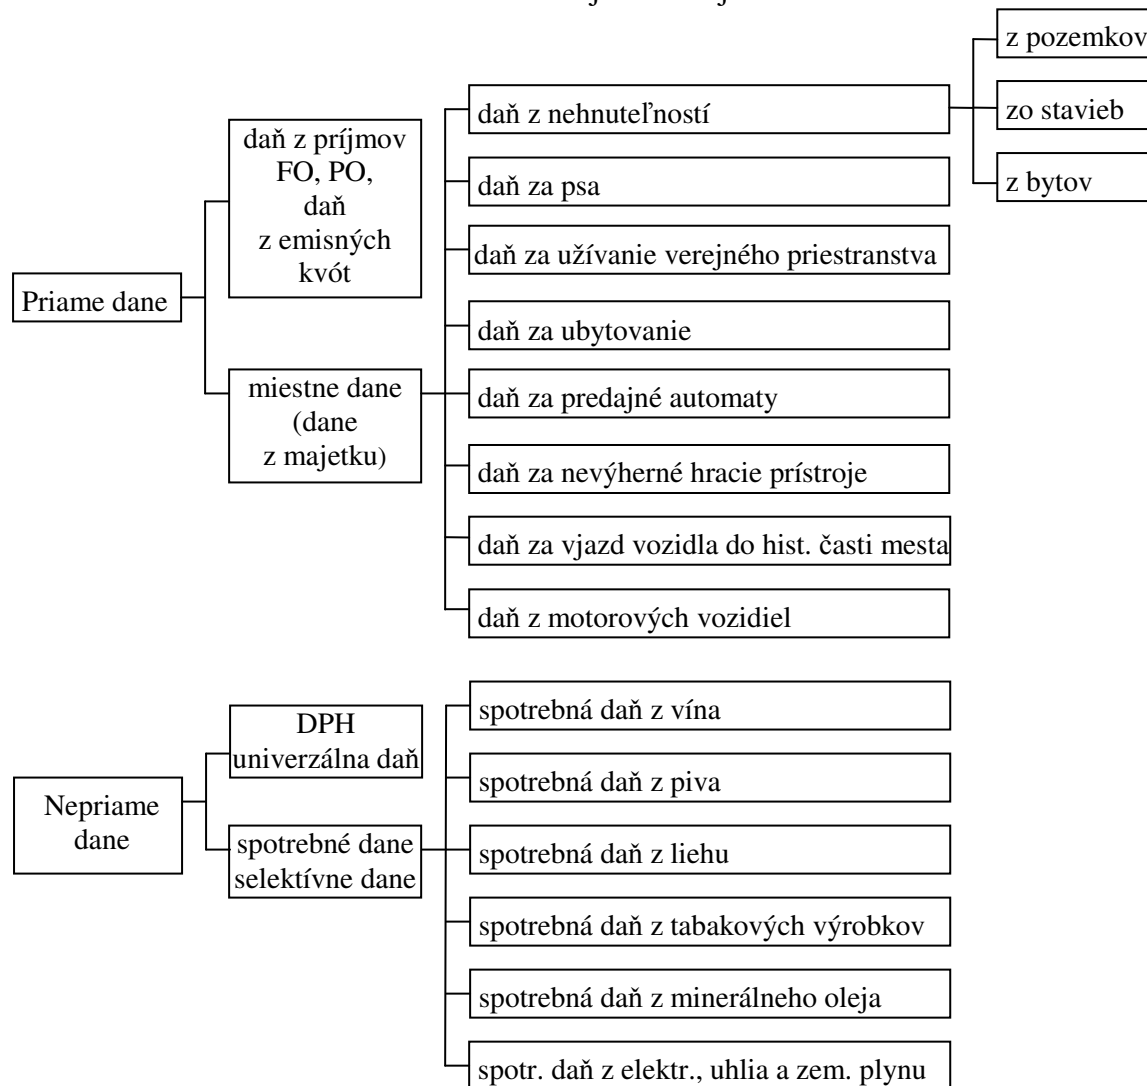 z pozemkov
daň z nehnuteľností
zo stavieb
z bytov
daň z príjmov
FO, PO,
daň
z emisných
kvót
daň za psa
daň za užívanie verejného priestranstva
Priame dane
daň za ubytovanie
miestne dane
(dane
z majetku)
daň za predajné automaty
daň za nevýherné hracie prístroje
daň za vjazd vozidla do hist. časti mesta
daň z motorových vozidiel
Nepriame
dane
DPH
univerzálna daň
spotrebné dane
selektívne dane
spotrebná daň z vína
spotrebná daň z piva
spotrebná daň z liehu
spotrebná daň z tabakových výrobkov
spotrebná daň z minerálneho oleja
spotr. daň z elektr., uhlia a zem. plynu